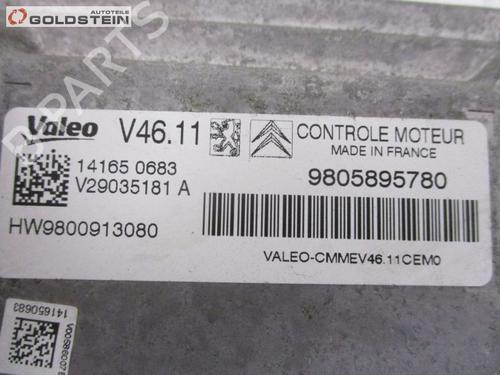 Autoteile
GOLDSTEIN
B-PARTS
Valeo V46.11 CONTROLE MOTEUR
MADE IN FRANCE
14165 0683
V29035181 A
9805895780
HW9800913080
VALEO-CMMEV46.11CEM0
141650683